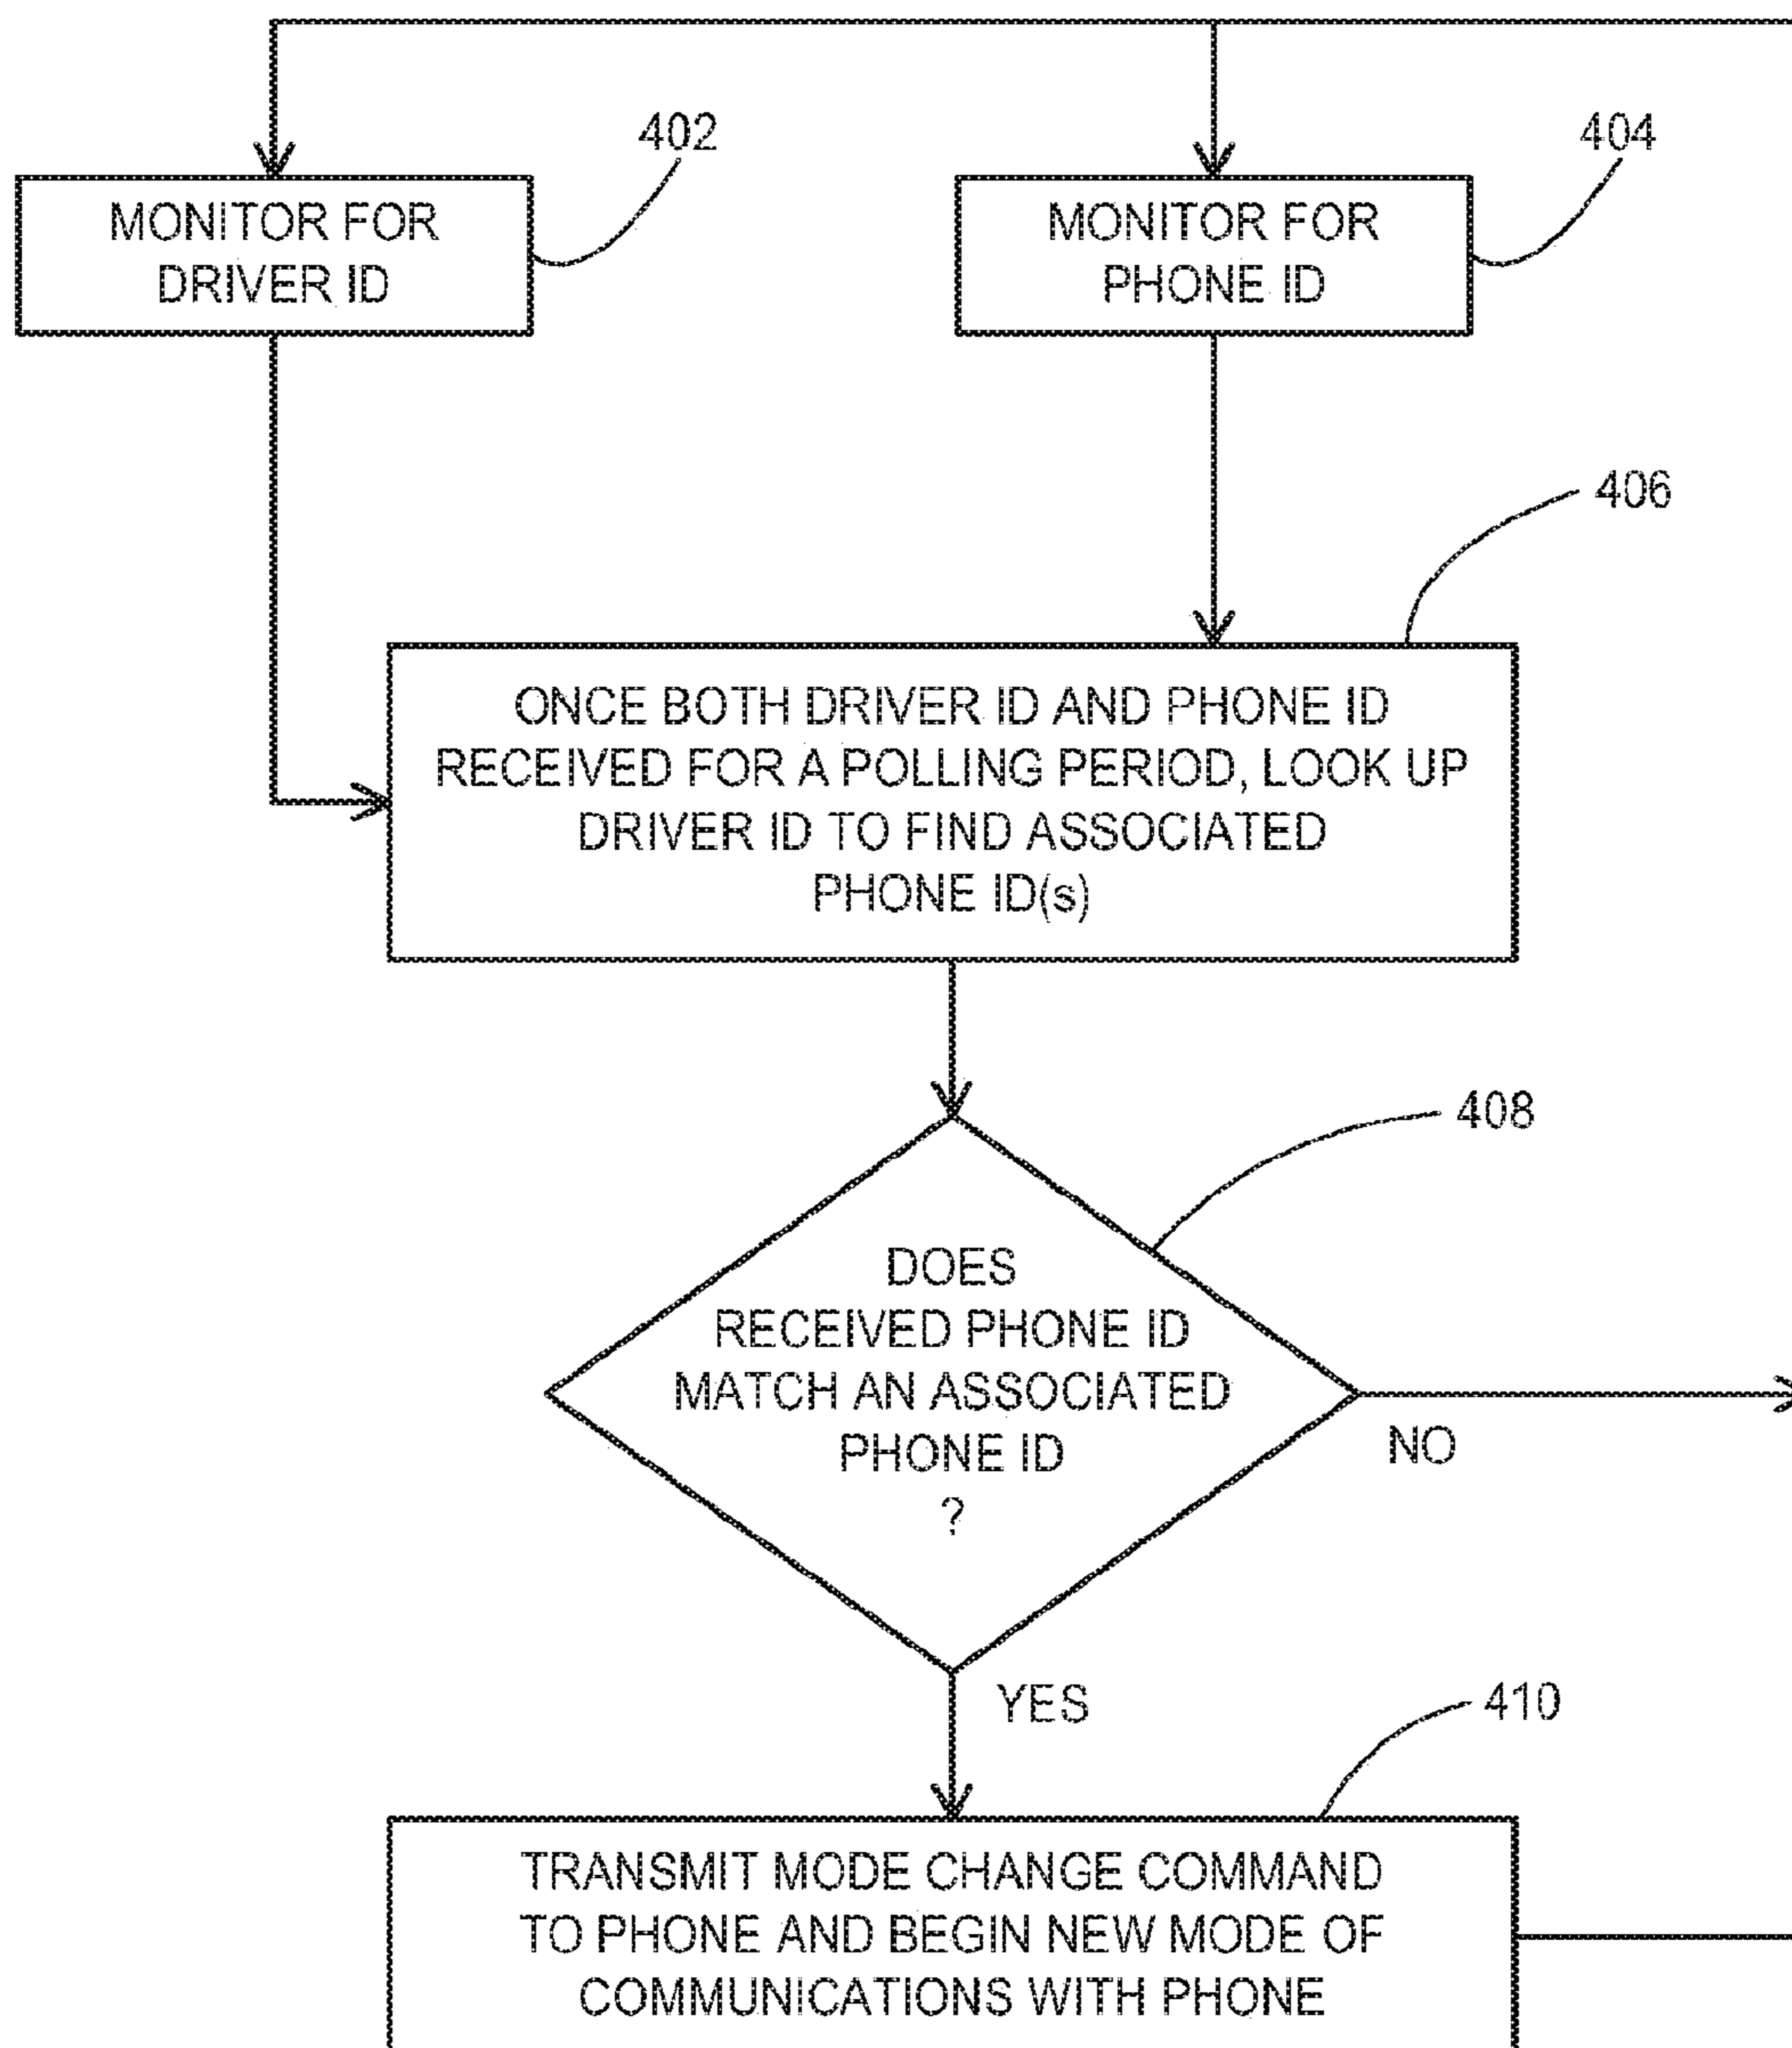 402
404
MONITOR FOR
DRIVER ID
MONITOR FOR
PHONE ID
406
ONCE BOTH DRIVER ID AND PHONE ID
RECEIVED FOR A POLLING PERIOD, LOOK UP
DRIVER ID TO FIND ASSOCIATED
PHONE ID(s)
408
DOES
RECEIVED PHONE ID
MATCH AN ASSOCIATED
PHONE ID
?
NO
YES
410
TRANSMIT MODE CHANGE COMMAND
TO PHONE AND BEGIN NEW MODE OF
COMMUNICATIONS WITH PHONE